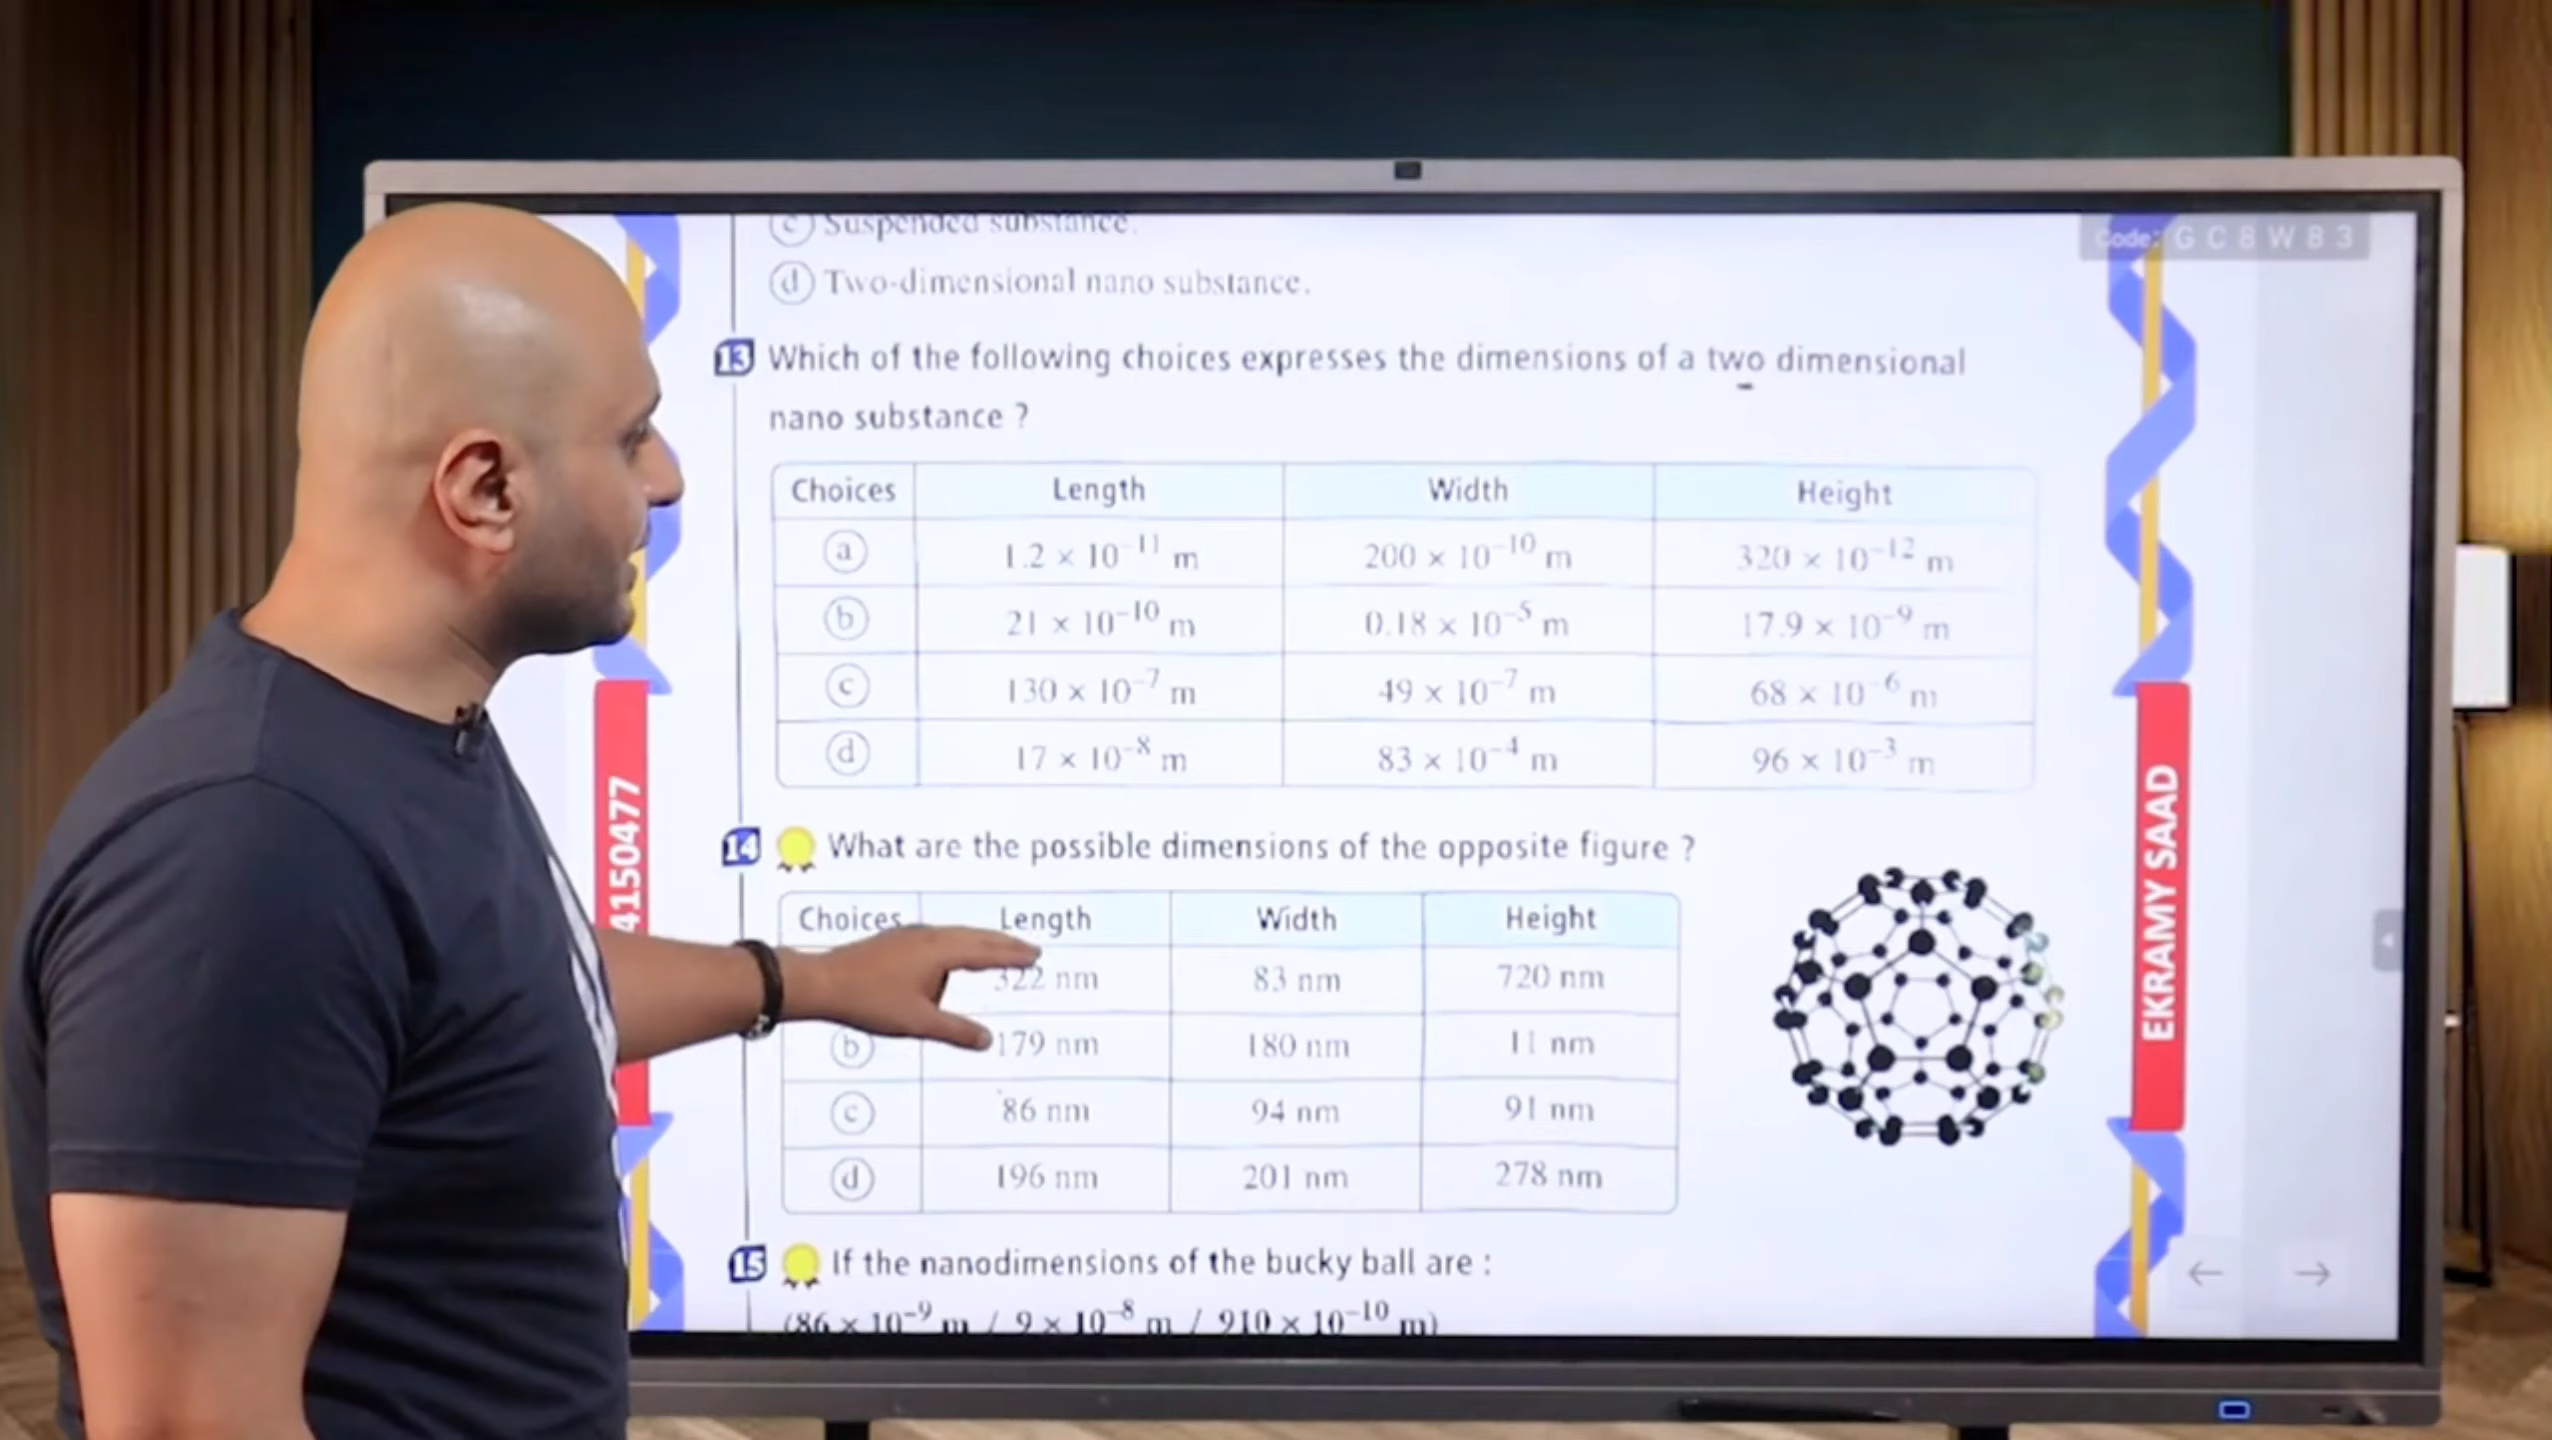 Code: GC8WB3
c Suspended substance.
d Two-dimensional nano substance.
13 Which of the following choices expresses the dimensions of a two dimensional
nano substance ?
Choices Length Width Height
a 1.2 × 10⁻¹¹ m 200 × 10⁻¹⁰ m 320 × 10⁻¹² m
b 21 × 10⁻¹⁰ m 0.18 × 10⁻⁵ m 17.9 × 10⁻⁹ m
c 130 × 10⁻⁷ m 49 × 10⁻⁷ m 68 × 10⁻⁶ m
d 17 × 10⁻⁸ m 83 × 10⁻⁴ m 96 × 10⁻³ m
14 What are the possible dimensions of the opposite figure ?
Choices Length Width Height
322 nm 83 nm 720 nm
b 179 nm 180 nm 11 nm
c 86 nm 94 nm 91 nm
d 196 nm 201 nm 278 nm
15 If the nanodimensions of the bucky ball are :
(86 × 10⁻⁹ m / 9 × 10⁻⁸ m / 910 × 10⁻¹⁰ m)
4150477
EKRAMY SAAD